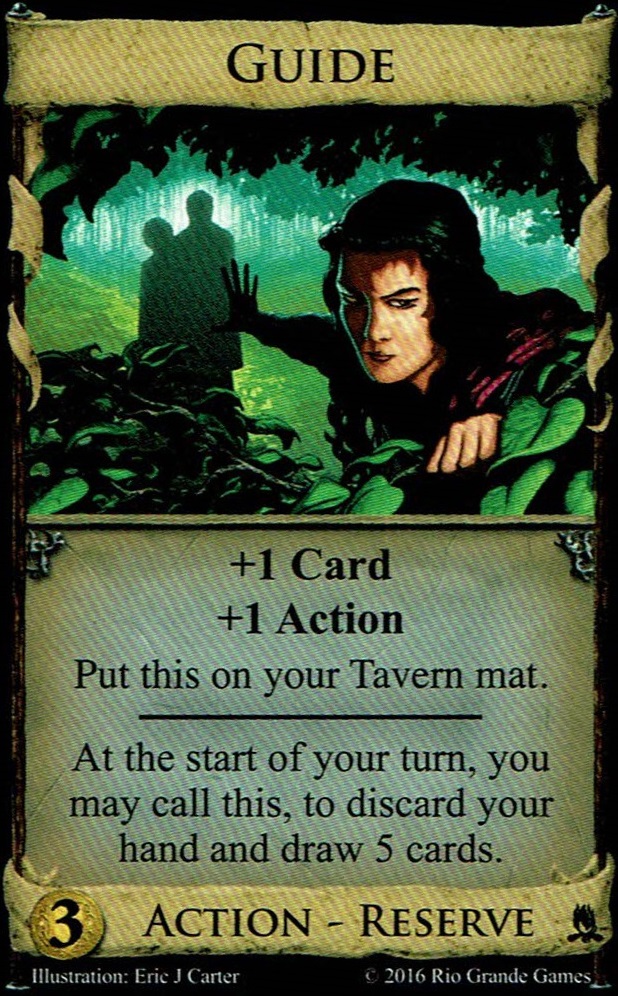 GUIDE
+1 Card
+1 Action
Put this on your Tavern mat.
At the start of your turn, you
may call this, to discard your
hand and draw 5 cards.
3 ACTION - RESERVE
Illustration: Eric J Carter © 2016 Rio Grande Games